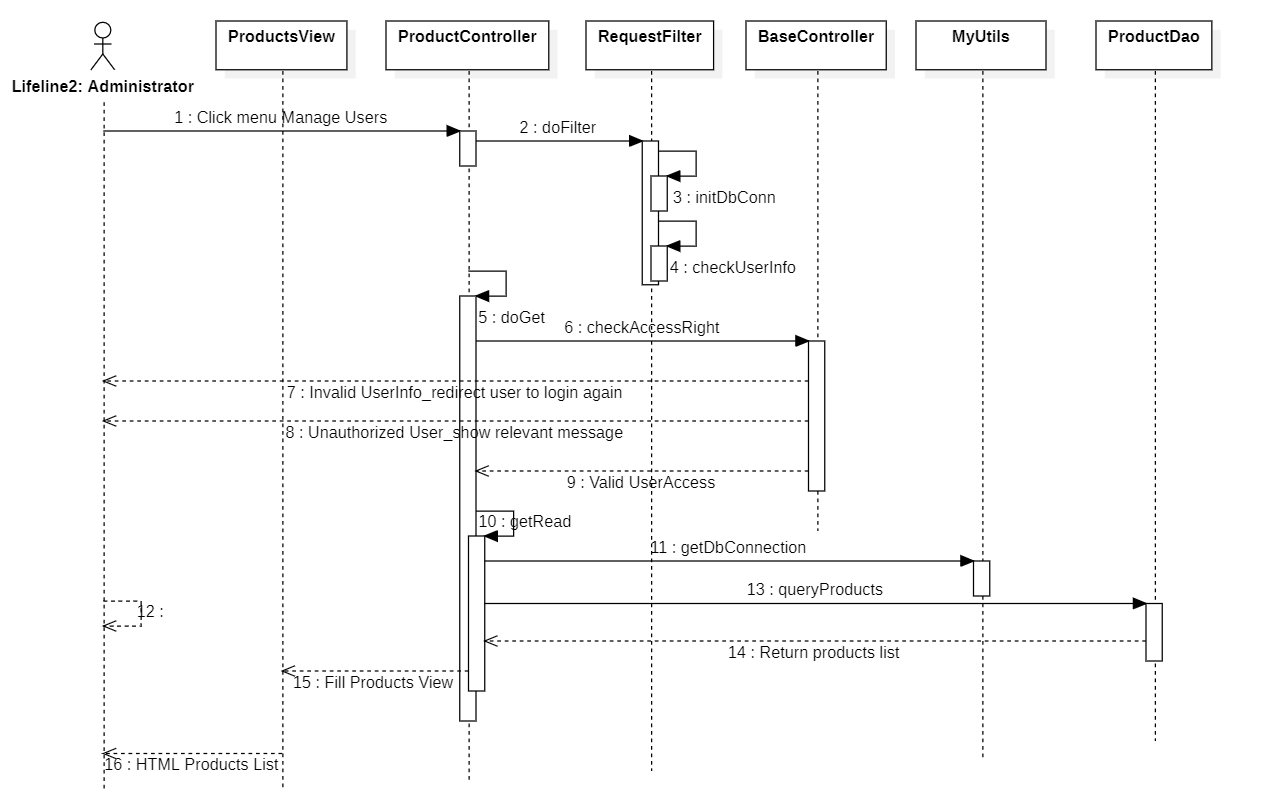 ProductsView
ProductController
RequestFilter
BaseController
MyUtils
ProductDao
Lifeline2: Administrator
1 : Click menu Manage Users
2 : doFilter
3 : initDbConn
4 : checkUserInfo
5 : doGet
6 : checkAccessRight
7 : Invalid UserInfo_redirect user to login again
8 : Unauthorized User_show relevant message
9 : Valid UserAccess
10 : getRead
11 : getDbConnection
13 : queryProducts
12 :
14 : Return products list
15 : Fill Products View
16 : HTML Products List